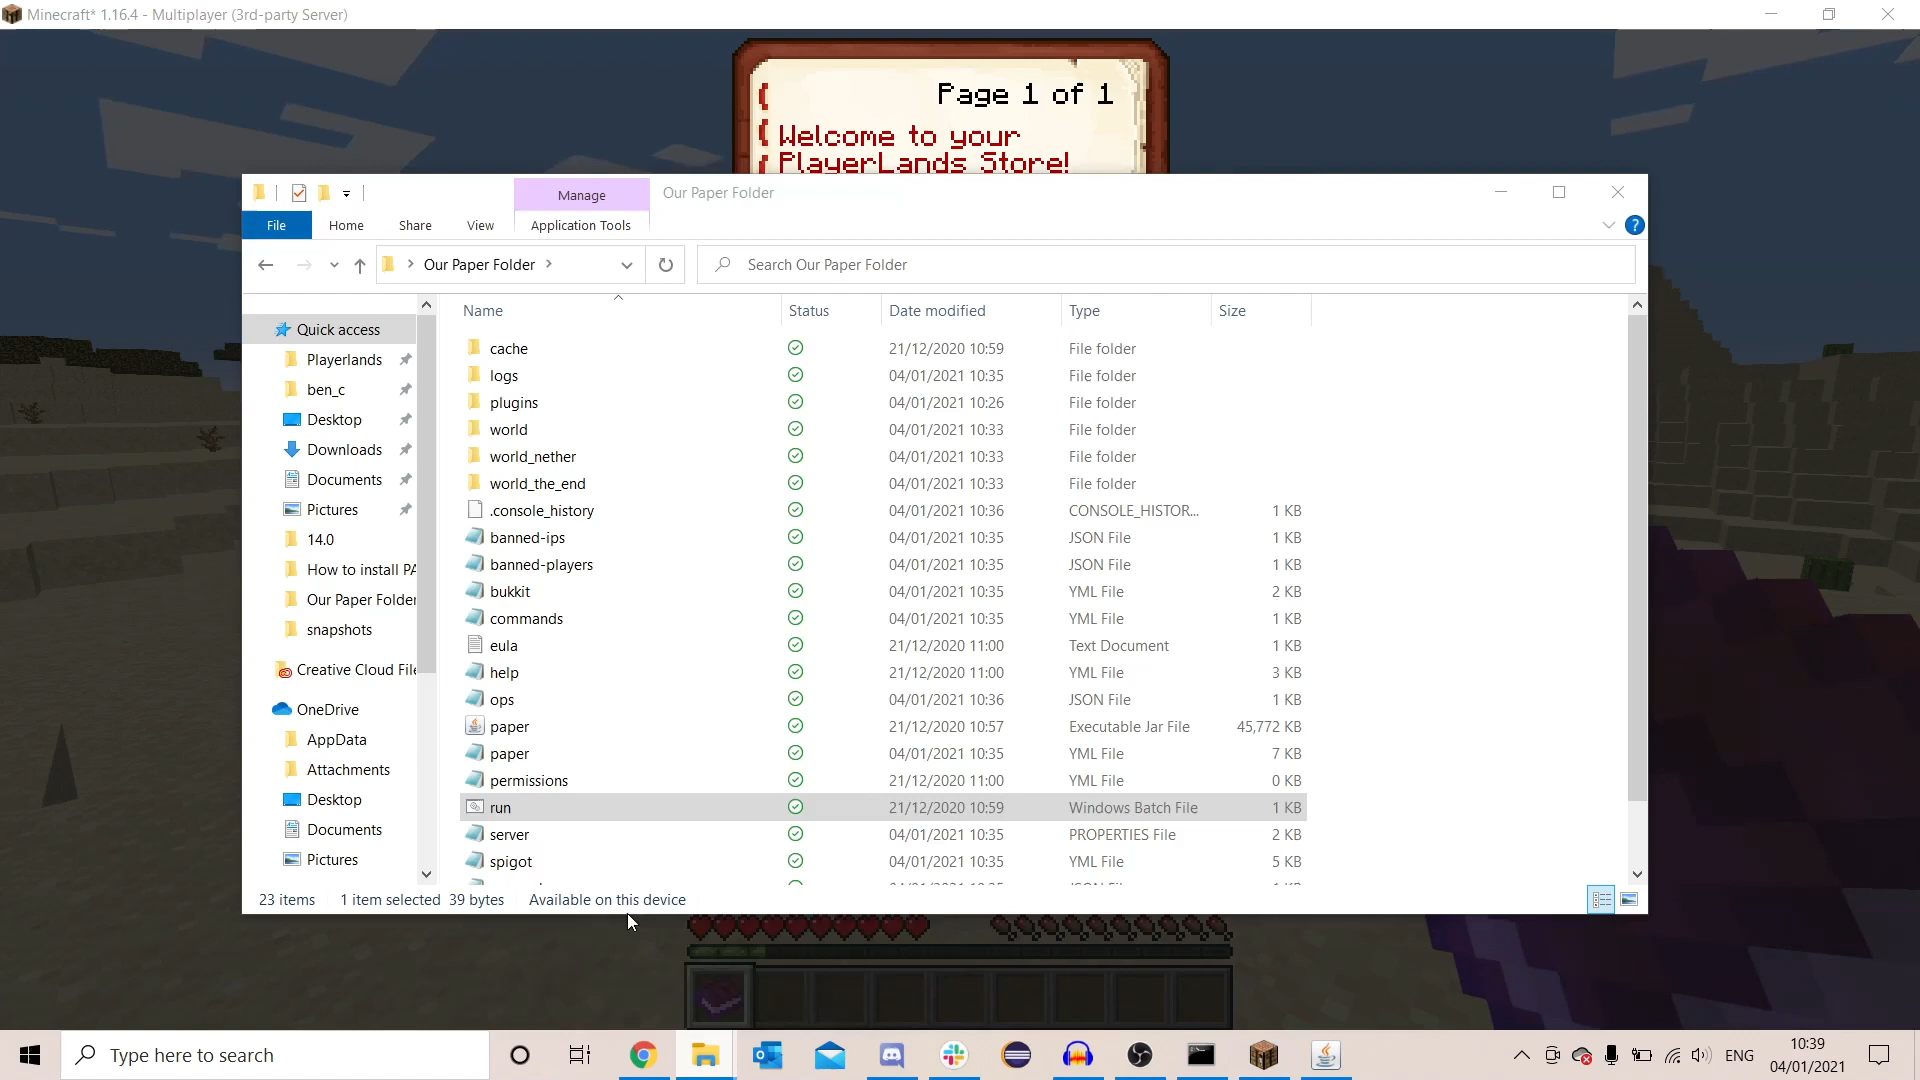 Minecraft* 1.16.4 - Multiplayer (3rd-party Server)
Page 1 of 1
Welcome to your
PlayerLands Store!
Manage
Our Paper Folder
File
Home
Share
View
Application Tools
Our Paper Folder
Search Our Paper Folder
Name
Status
Date modified
Type
Size
Quick access
Playerlands
ben_c
Desktop
Downloads
Documents
Pictures
14.0
How to install PA
Our Paper Folder
snapshots
Creative Cloud File
OneDrive
AppData
Attachments
Desktop
Documents
Pictures
cache 21/12/2020 10:59 File folder
logs 04/01/2021 10:35 File folder
plugins 04/01/2021 10:26 File folder
world 04/01/2021 10:33 File folder
world_nether 04/01/2021 10:33 File folder
world_the_end 04/01/2021 10:33 File folder
.console_history 04/01/2021 10:36 CONSOLE_HISTOR... 1 KB
banned-ips 04/01/2021 10:35 JSON File 1 KB
banned-players 04/01/2021 10:35 JSON File 1 KB
bukkit 04/01/2021 10:35 YML File 2 KB
commands 04/01/2021 10:35 YML File 1 KB
eula 21/12/2020 11:00 Text Document 1 KB
help 21/12/2020 11:00 YML File 3 KB
ops 04/01/2021 10:36 JSON File 1 KB
paper 21/12/2020 10:57 Executable Jar File 45,772 KB
paper 04/01/2021 10:35 YML File 7 KB
permissions 21/12/2020 11:00 YML File 0 KB
run 21/12/2020 10:59 Windows Batch File 1 KB
server 04/01/2021 10:35 PROPERTIES File 2 KB
spigot 04/01/2021 10:35 YML File 5 KB
23 items 1 item selected 39 bytes Available on this device
Type here to search
ENG
10:39
04/01/2021